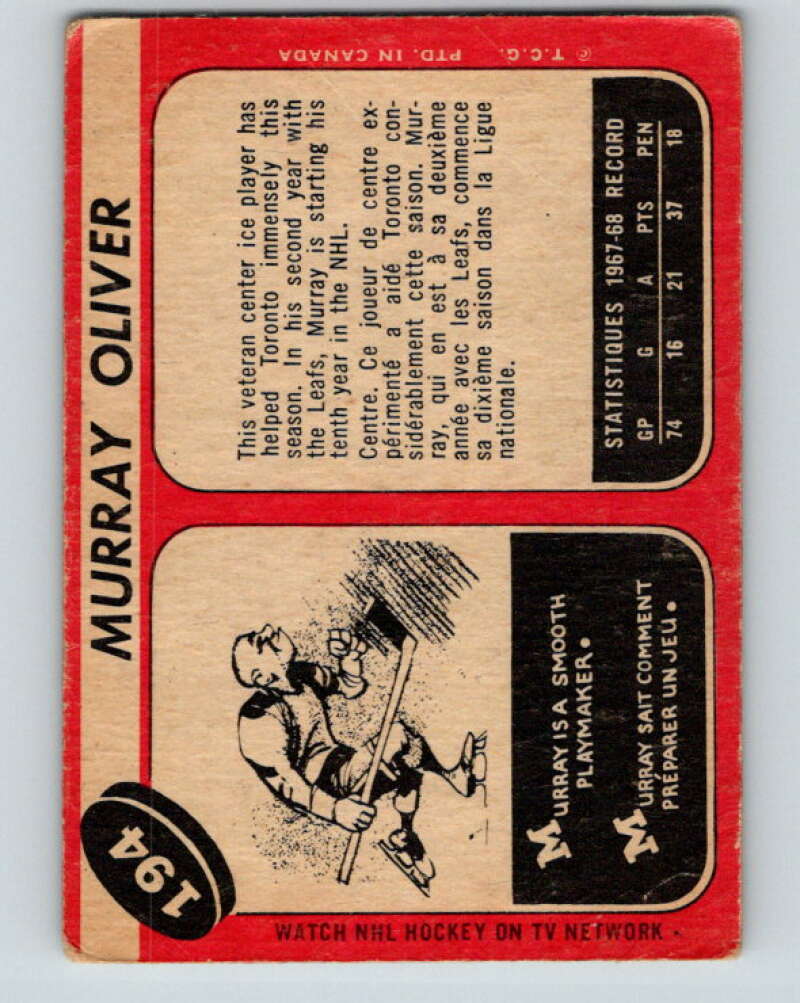 194
MURRAY OLIVER
WATCH NHL HOCKEY ON TV NETWORK.
MURRAY IS A SMOOTH
PLAYMAKER.
MURRAY SAIT COMMENT
PRÉPARER UN JEU.
This veteran center ice player has
helped Toronto immensely this
season. In his second year with
the Leafs, Murray is starting his
tenth year in the NHL.
Centre. Ce joueur de centre ex-
périmenté a aidé Toronto con-
sidérablement cette saison. Mur-
ray, qui en est à sa deuxième
année avec les Leafs, commence
sa dixième saison dans la Ligue
nationale.
STATISTIQUES 1967-68 RECORD
GP G A PTS PEN
74 16 21 37 18
© T.C.G. PTD. IN CANADA